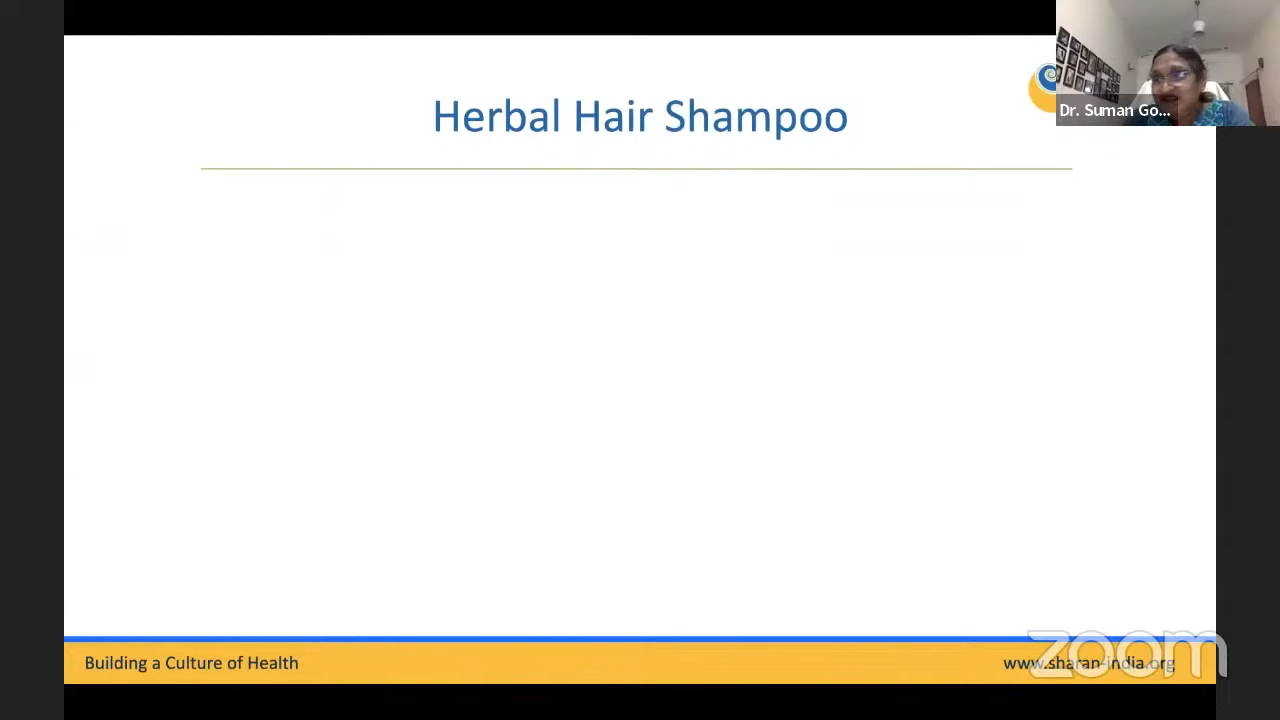 Herbal Hair Shampoo
Dr. Suman Go...
Building a Culture of Health
www.sharan-india.org
zoom